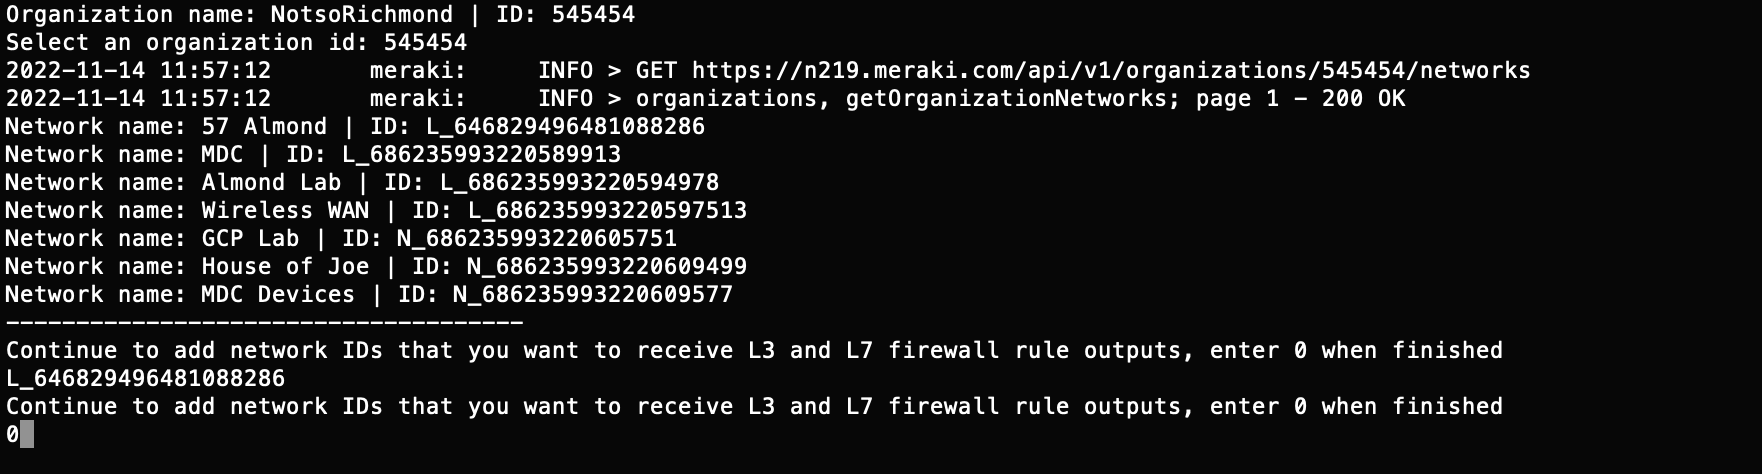 Organization name: NotsoRichmond | ID: 545454
Select an organization id: 545454
2022-11-14 11:57:12       meraki:     INFO > GET https://n219.meraki.com/api/v1/organizations/545454/networks
2022-11-14 11:57:12       meraki:     INFO > organizations, getOrganizationNetworks; page 1 - 200 OK
Network name: 57 Almond | ID: L_646829496481088286
Network name: MDC | ID: L_686235993220589913
Network name: Almond Lab | ID: L_686235993220594978
Network name: Wireless WAN | ID: L_686235993220597513
Network name: GCP Lab | ID: N_686235993220605751
Network name: House of Joe | ID: N_686235993220609499
Network name: MDC Devices | ID: N_686235993220609577
-------------------------------------
Continue to add network IDs that you want to receive L3 and L7 firewall rule outputs, enter 0 when finished
L_646829496481088286
Continue to add network IDs that you want to receive L3 and L7 firewall rule outputs, enter 0 when finished
0